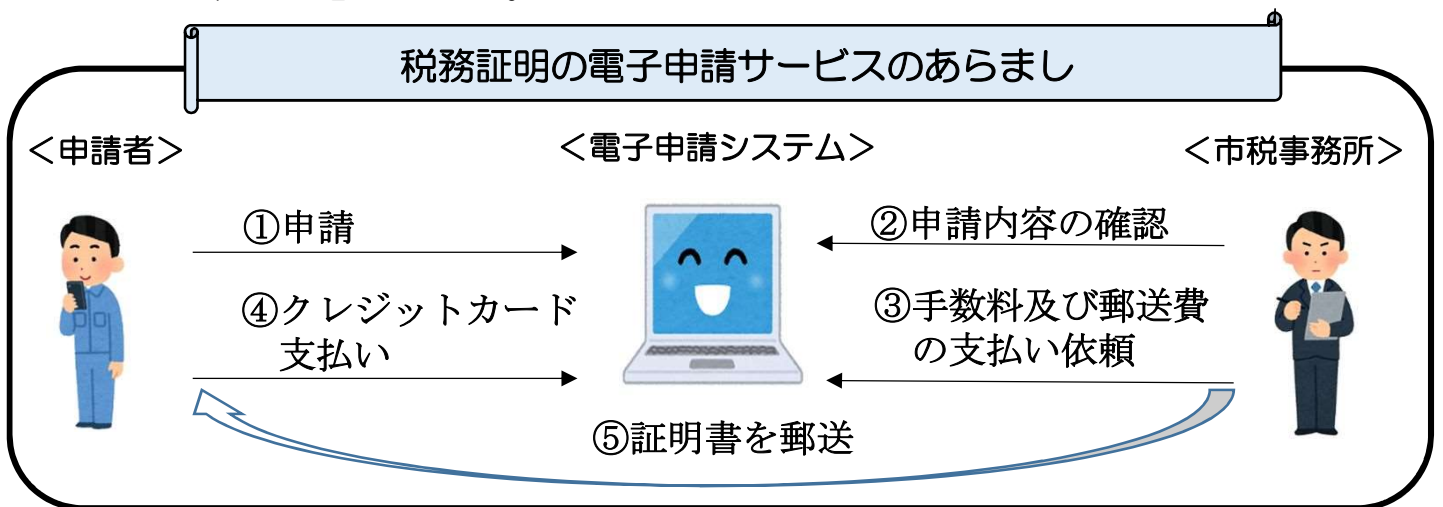 税務証明の電子申請サービスのあらまし
＜申請者＞
＜電子申請システム＞
＜市税事務所＞
①申請
②申請内容の確認
④クレジットカード
支払い
③手数料及び郵送費
の支払い依頼
⑤証明書を郵送